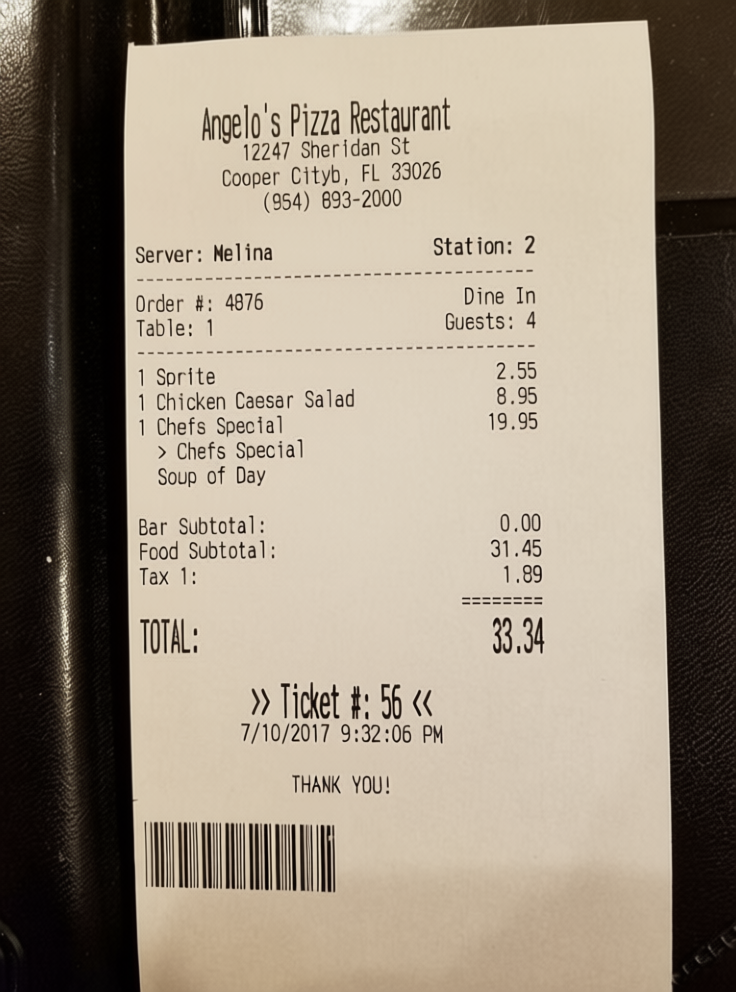 Angelo's Pizza Restaurant
12247 Sheridan St
Cooper Cityb, FL 33026
(954) 893-2000
Server: Melina Station: 2
--------------------------------------------
Order #: 4876 Dine In
Table: 1 Guests: 4
--------------------------------------------
1 Sprite 2.55
1 Chicken Caesar Salad 8.95
1 Chefs Special 19.95
> Chefs Special
Soup of Day
Bar Subtotal: 0.00
Food Subtotal: 31.45
Tax 1: 1.89
========
TOTAL: 33.34
>> Ticket #: 56 <<
7/10/2017 9:32:06 PM
THANK YOU!